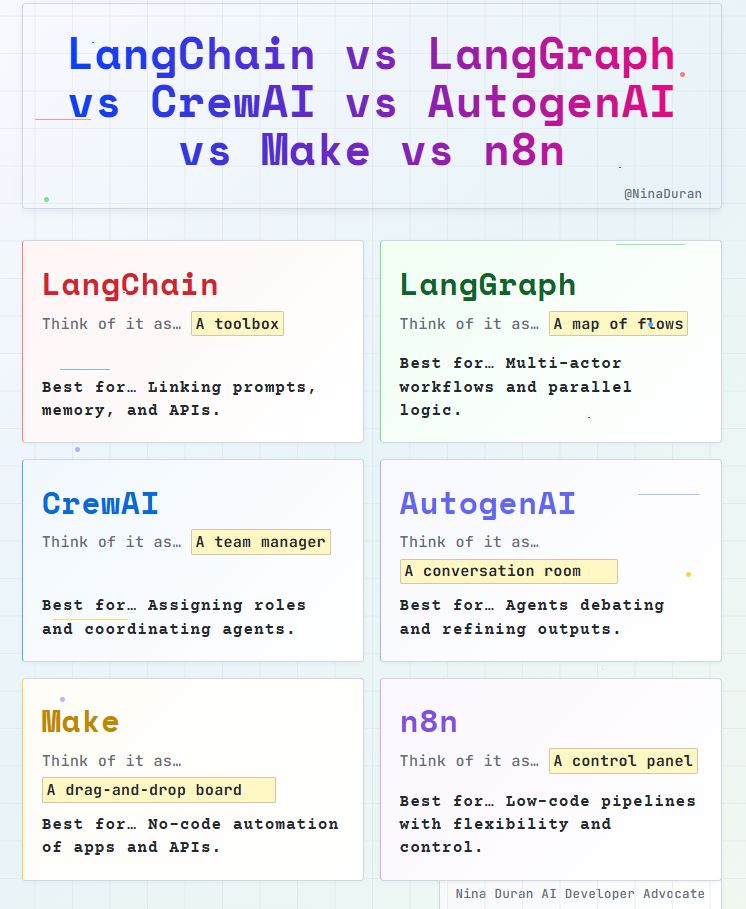 LangChain vs LangGraph
vs CrewAI vs AutogenAI
vs Make vs n8n
@NinaDuran
LangChain
Think of it as… A toolbox
Best for… Linking prompts,
memory, and APIs.
LangGraph
Think of it as… A map of flows
Best for… Multi-actor
workflows and parallel
logic.
CrewAI
Think of it as… A team manager
Best for… Assigning roles
and coordinating agents.
AutogenAI
Think of it as…
A conversation room
Best for… Agents debating
and refining outputs.
Make
Think of it as…
A drag-and-drop board
Best for… No-code automation
of apps and APIs.
n8n
Think of it as… A control panel
Best for… Low-code pipelines
with flexibility and
control.
Nina Duran AI Developer Advocate